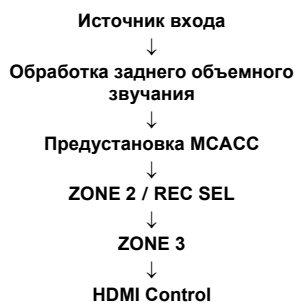 Источник входа
↓
Обработка заднего объемного
звучания
↓
Предустановка MCACC
↓
ZONE 2 / REC SEL
↓
ZONE 3
↓
HDMI Control